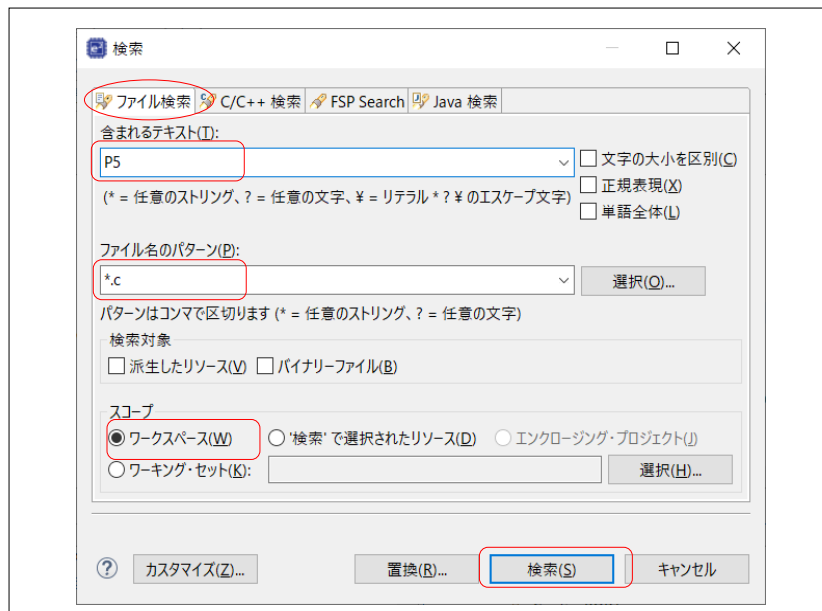 検索
ファイル検索 C/C++ 検索 FSP Search Java 検索
含まれるテキスト(T):
P5
文字の大小を区別(C)
(* = 任意のストリング、? = 任意の文字、¥ = リテラル * ? ¥ のエスケープ文字)
正規表現(X)
単語全体(L)
ファイル名のパターン(P):
*.c 選択(O)...
パターンはコンマで区切ります (* = 任意のストリング、? = 任意の文字)
検索対象
派生したリソース(V) バイナリーファイル(B)
スコープ
ワークスペース(W) '検索' で選択されたリソース(D) エンクロージング・プロジェクト(J)
ワーキング・セット(K): 選択(H)...
? カスタマイズ(Z)... 置換(R)... 検索(S) キャンセル